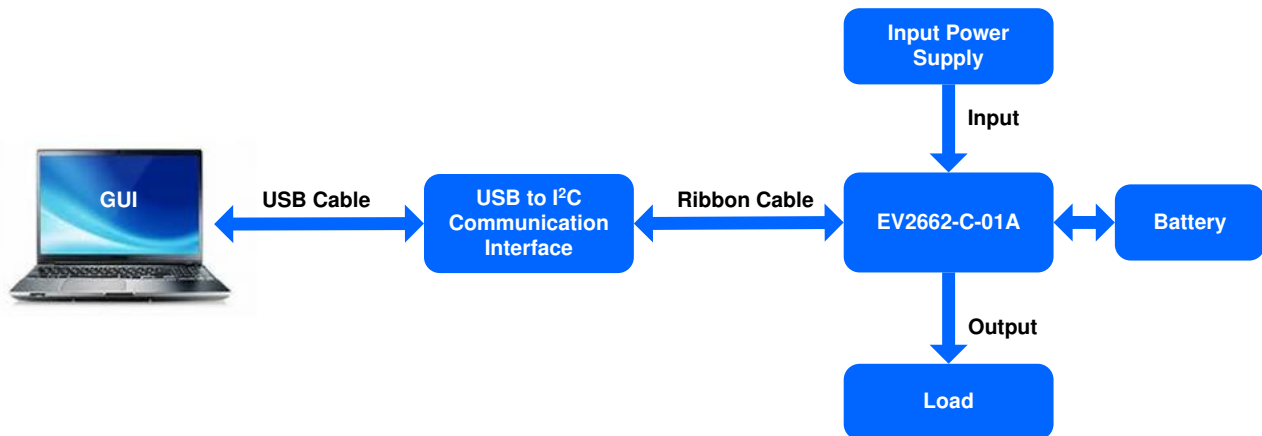 Input Power
Supply
Input
GUI
USB Cable
USB to I²C
Communication
Interface
Ribbon Cable
EV2662-C-01A
Battery
Output
Load